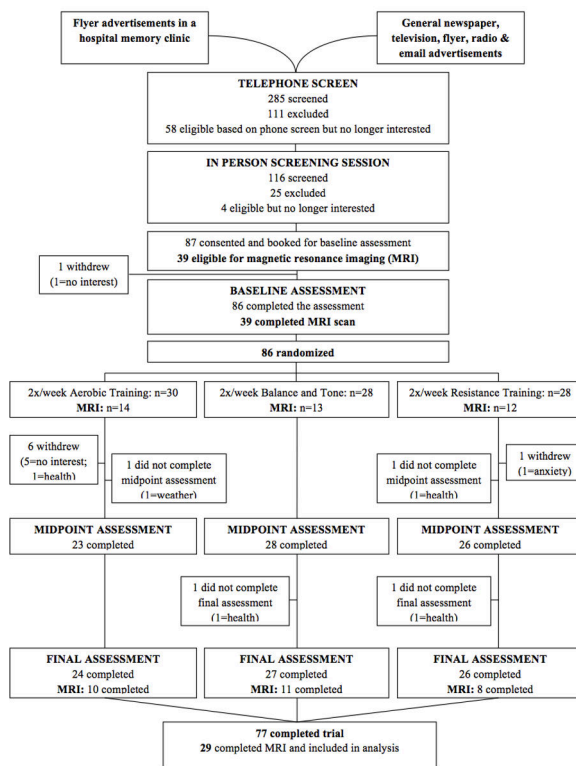 Flyer advertisements in a
hospital memory clinic
General newspaper,
television, flyer, radio &
email advertisements
TELEPHONE SCREEN
285 screened
111 excluded
58 eligible based on phone screen but no longer interested
IN PERSON SCREENING SESSION
116 screened
25 excluded
4 eligible but no longer interested
87 consented and booked for baseline assessment
39 eligible for magnetic resonance imaging (MRI)
1 withdrew
(1=no interest)
BASELINE ASSESSMENT
86 completed the assessment
39 completed MRI scan
86 randomized
2x/week Aerobic Training: n=30
MRI: n=14
2x/week Balance and Tone: n=28
MRI: n=13
2x/week Resistance Training: n=28
MRI: n=12
6 withdrew
(5=no interest;
1=health)
1 did not complete
midpoint assessment
(1=weather)
1 did not complete
midpoint assessment
(1=health)
1 withdrew
(1=anxiety)
MIDPOINT ASSESSMENT
23 completed
MIDPOINT ASSESSMENT
28 completed
MIDPOINT ASSESSMENT
26 completed
1 did not complete
final assessment
(1=health)
1 did not complete
final assessment
(1=health)
FINAL ASSESSMENT
24 completed
MRI: 10 completed
FINAL ASSESSMENT
27 completed
MRI: 11 completed
FINAL ASSESSMENT
26 completed
MRI: 8 completed
77 completed trial
29 completed MRI and included in analysis